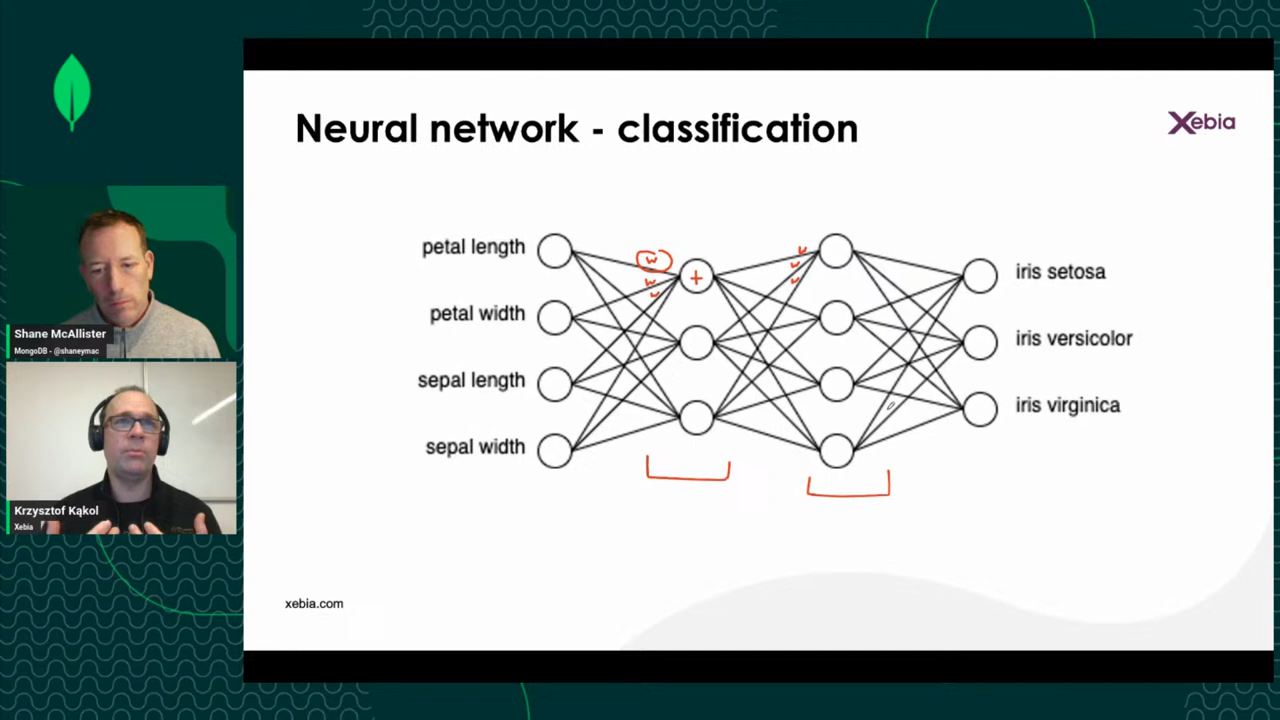 Neural network - classification
Xebia
petal length
petal width
sepal length
sepal width
w
w
w
+
w
w
w
iris setosa
iris versicolor
iris virginica
xebia.com
Shane McAllister
MongoDB - @shaneymac
Krzysztof Kąkol
Xebia